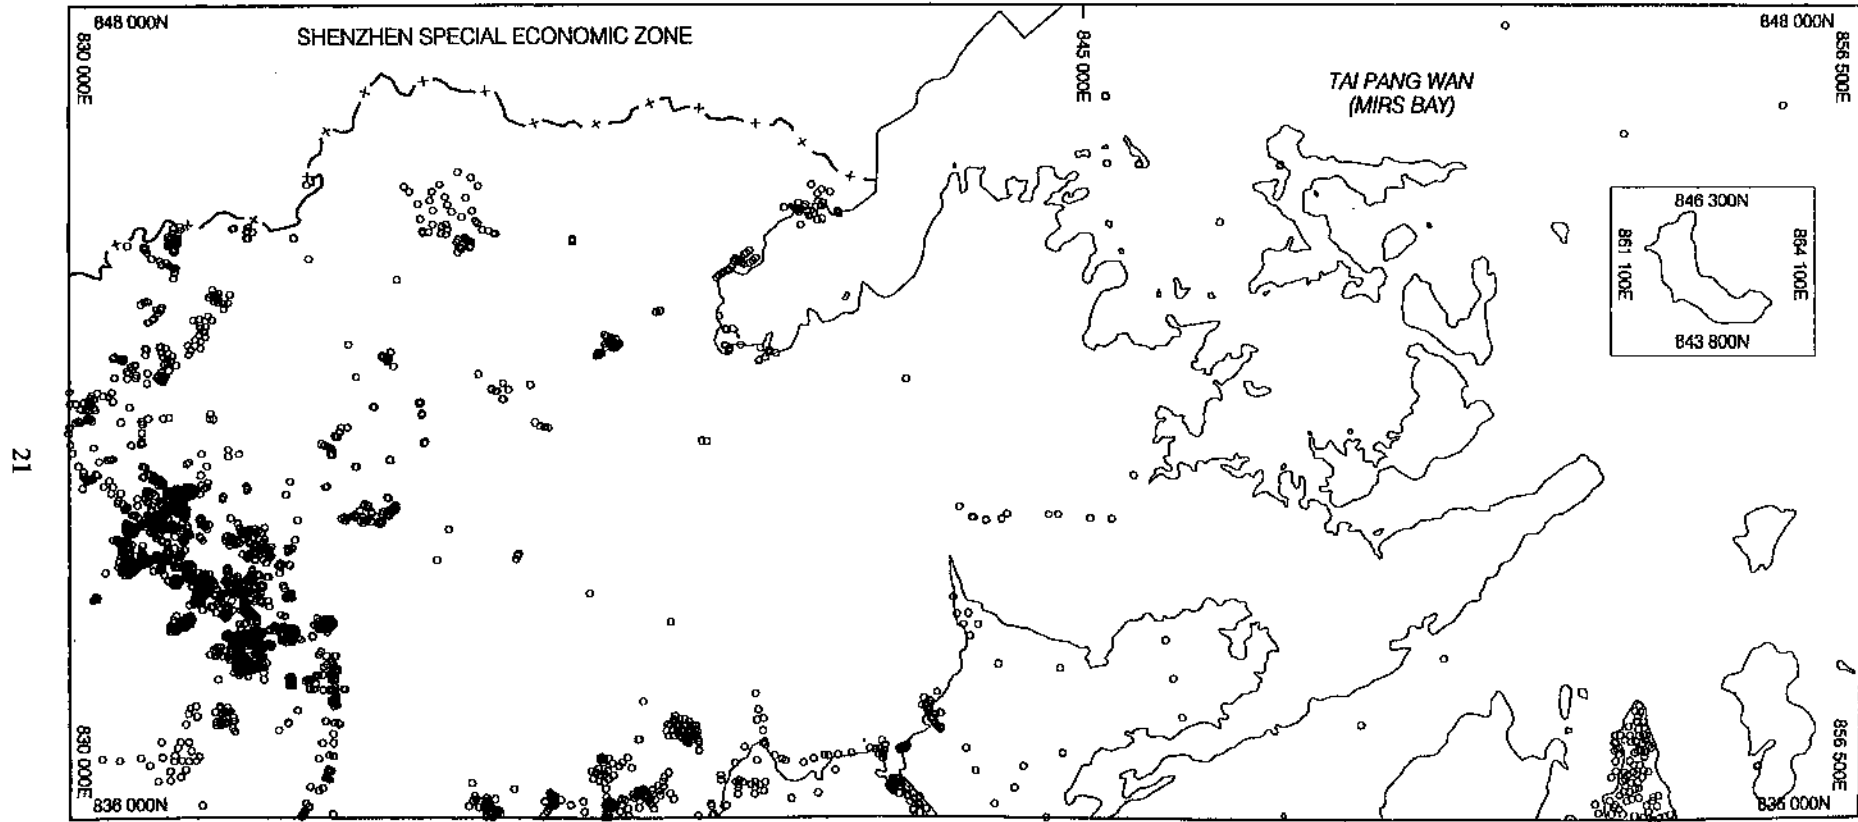 848 000N
848 000N
830 000E
SHENZHEN SPECIAL ECONOMIC ZONE
845 000E
TAI PANG WAN
(MIRS BAY)
856 500E
846 300N
861 100E
864 100E
843 800N
21
830 000E
856 500E
836 000N
836 000N